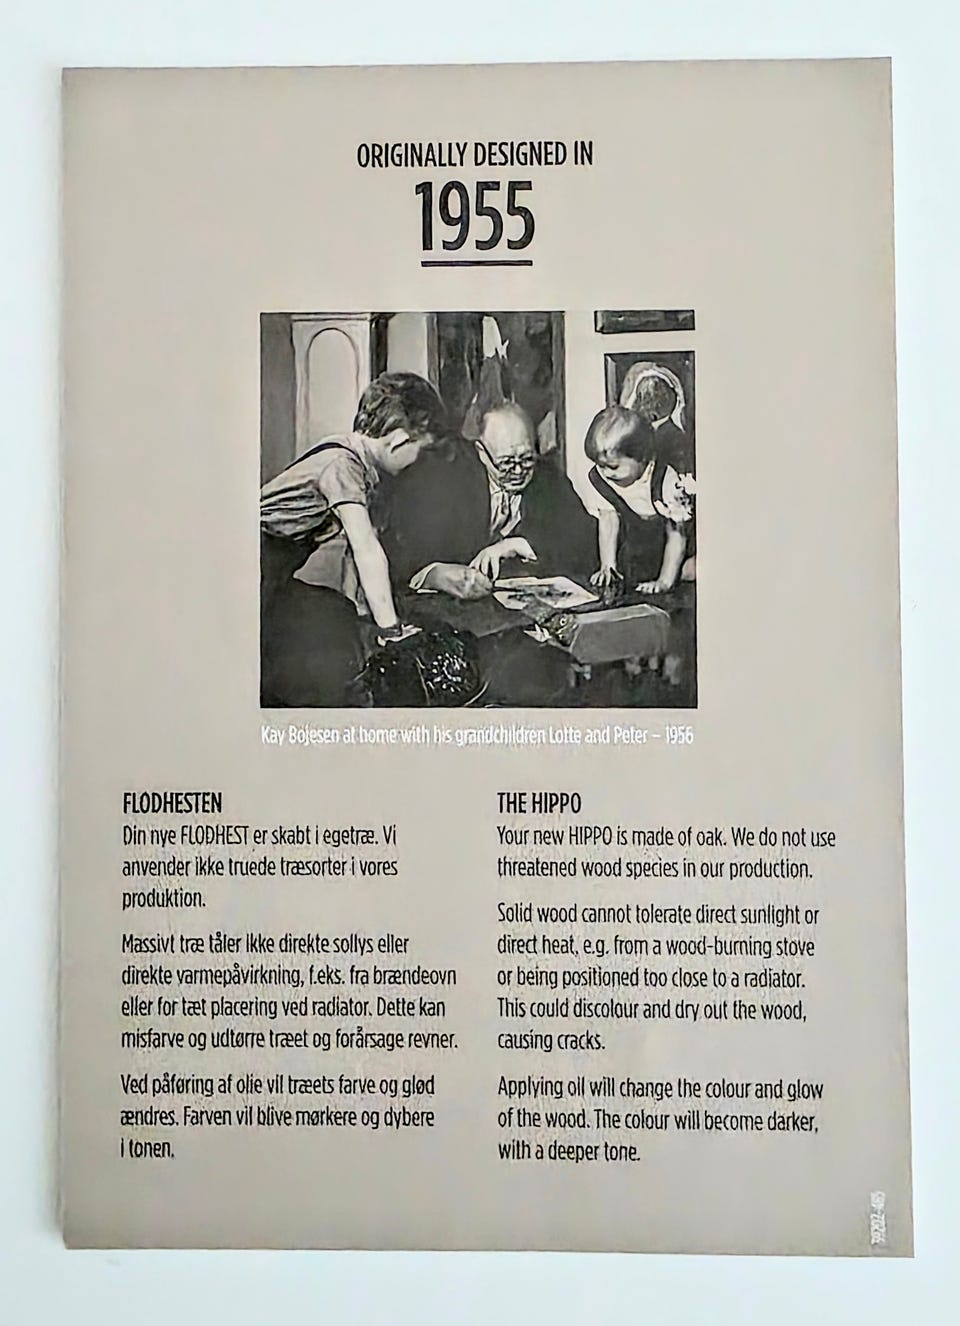 ORIGINALLY DESIGNED IN
1955
Kay Bojesen at home with his grandchildren Lotte and Peter – 1956
FLODHESTEN
Din nye FLODHEST er skabt i egetræ. Vi
anvender ikke truede træsorter i vores
produktion.
Massivt træ tåler ikke direkte sollys eller
direkte varmepåvirkning, f.eks. fra brændeovn
eller for tæt placering ved radiator. Dette kan
misfarve og udtørre træet og forårsage revner.
Ved påføring af olie vil træets farve og glød
ændres. Farven vil blive mørkere og dybere
i tonen.
THE HIPPO
Your new HIPPO is made of oak. We do not use
threatened wood species in our production.
Solid wood cannot tolerate direct sunlight or
direct heat, e.g. from a wood-burning stove
or being positioned too close to a radiator.
This could discolour and dry out the wood,
causing cracks.
Applying oil will change the colour and glow
of the wood. The colour will become darker,
with a deeper tone.